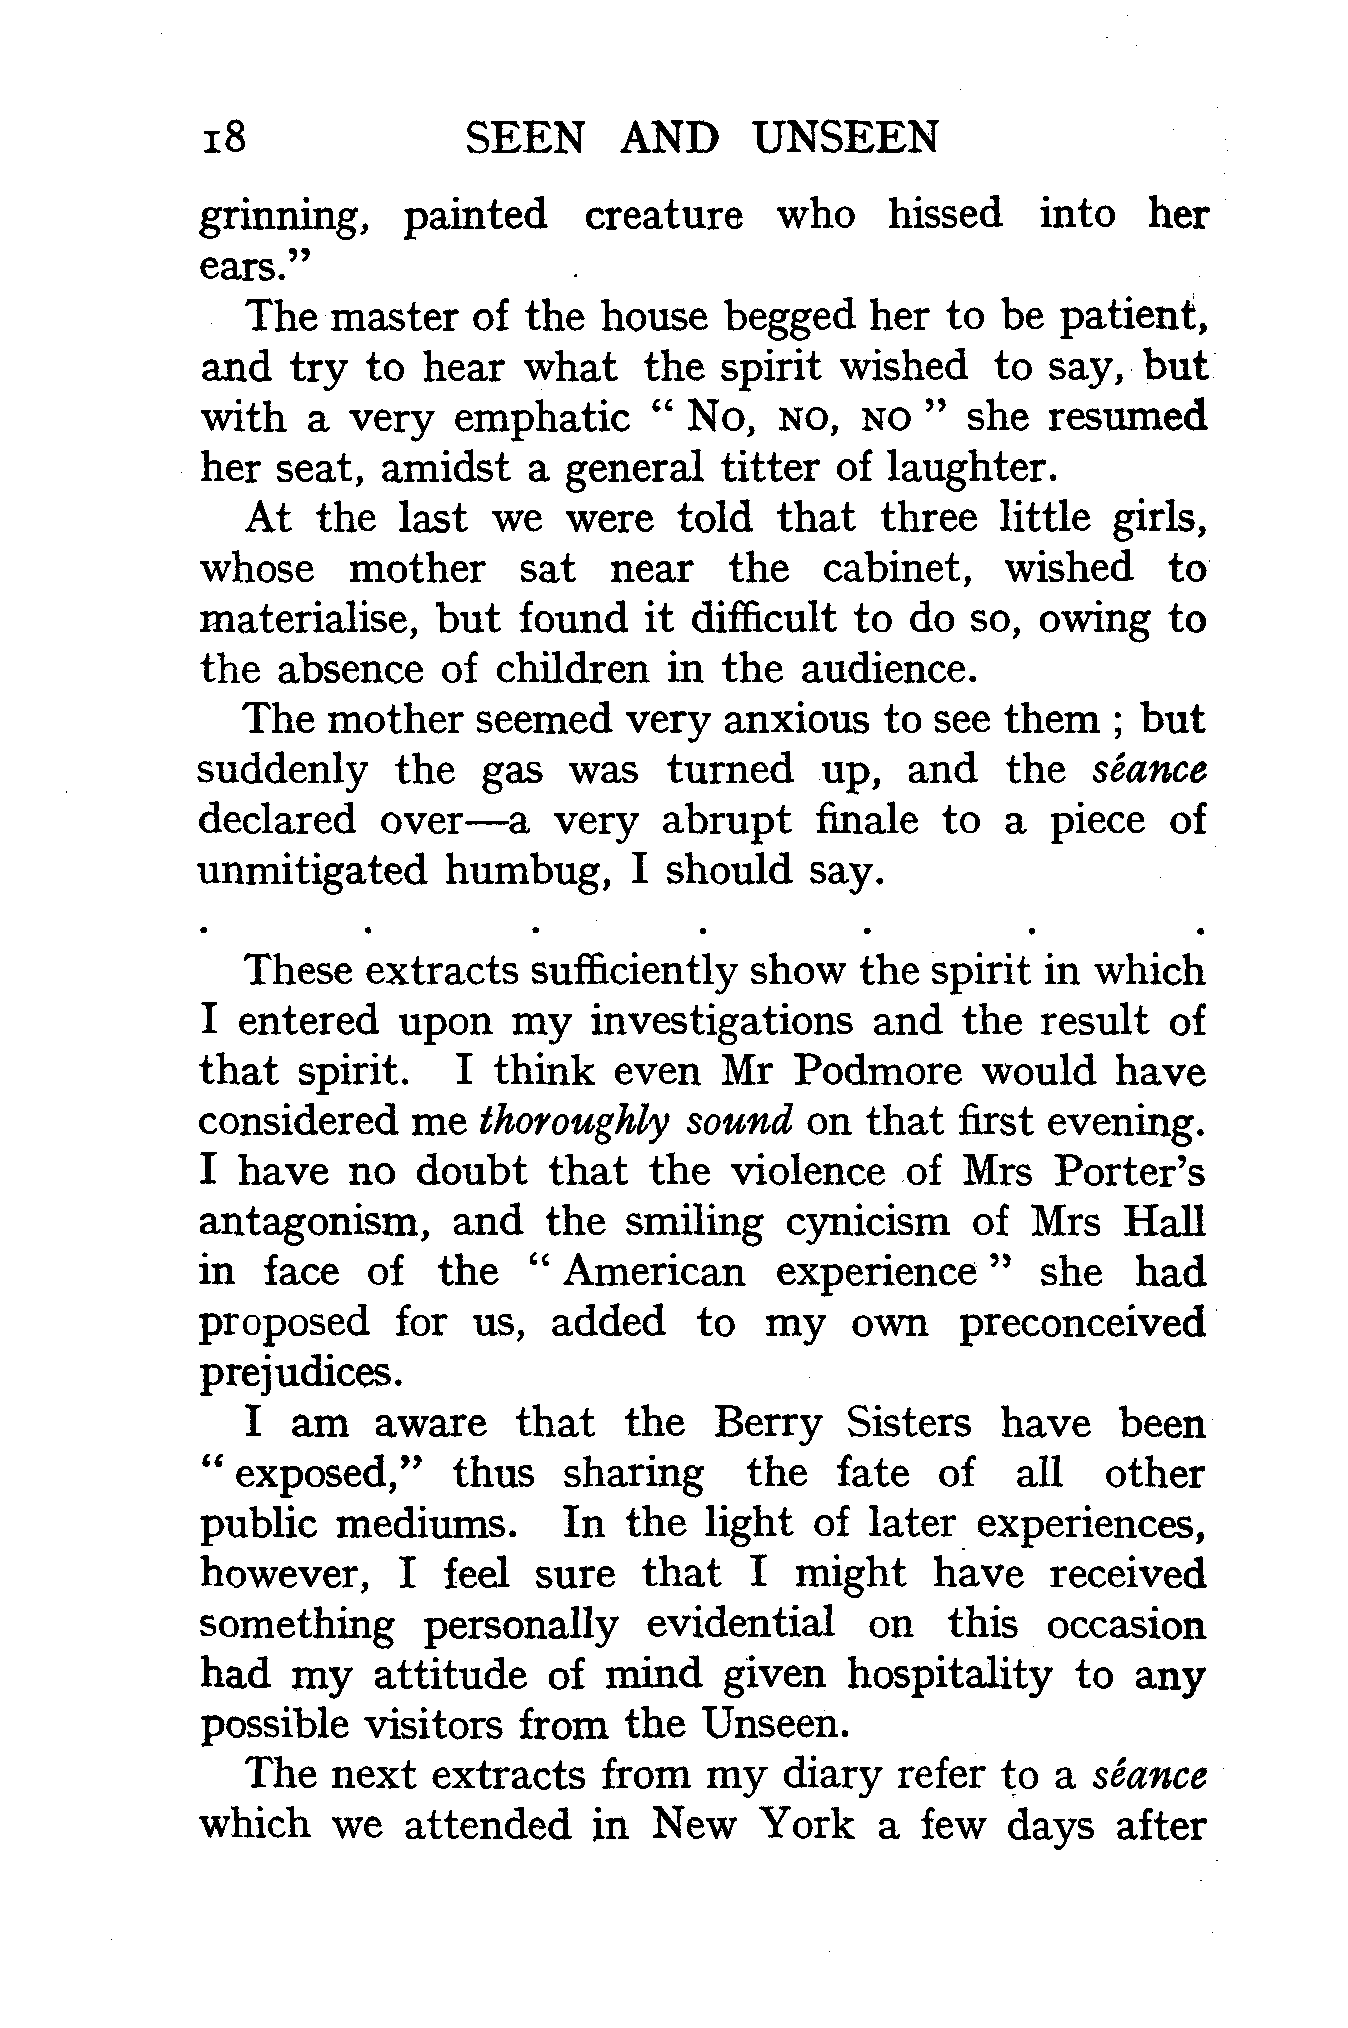 18 SEEN AND UNSEEN
grinning, painted creature who hissed into her
ears.”
The master of the house begged her to be patient,
and try to hear what the spirit wished to say, but
with a very emphatic “ No, NO, NO ” she resumed
her seat, amidst a general titter of laughter.
At the last we were told that three little girls,
whose mother sat near the cabinet, wished to
materialise, but found it difficult to do so, owing to
the absence of children in the audience.
The mother seemed very anxious to see them ; but
suddenly the gas was turned up, and the séance
declared over—a very abrupt finale to a piece of
unmitigated humbug, I should say.
. . . . . . .
These extracts sufficiently show the spirit in which
I entered upon my investigations and the result of
that spirit. I think even Mr Podmore would have
considered me thoroughly sound on that first evening.
I have no doubt that the violence of Mrs Porter’s
antagonism, and the smiling cynicism of Mrs Hall
in face of the “ American experience ” she had
proposed for us, added to my own preconceived
prejudices.
I am aware that the Berry Sisters have been
“ exposed,” thus sharing the fate of all other
public mediums. In the light of later experiences,
however, I feel sure that I might have received
something personally evidential on this occasion
had my attitude of mind given hospitality to any
possible visitors from the Unseen.
The next extracts from my diary refer to a séance
which we attended in New York a few days after